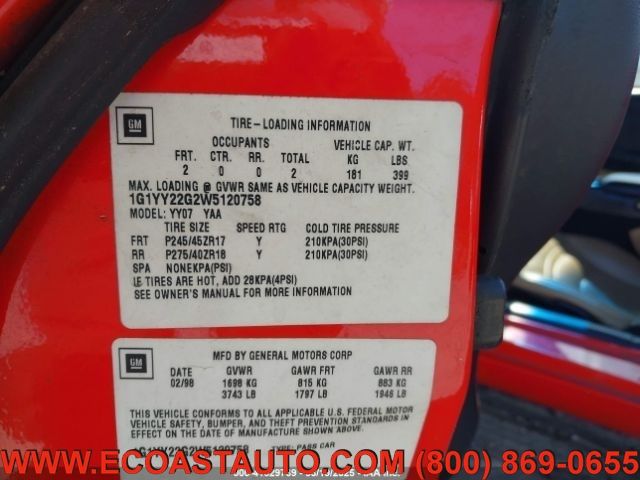 GM
TIRE-LOADING INFORMATION
OCCUPANTS VEHICLE CAP. WT.
FRT. CTR. RR. TOTAL KG LBS
2 0 0 2 181 399
MAX. LOADING @ GVWR SAME AS VEHICLE CAPACITY WEIGHT.
1G1YY22G2W5120758
MODEL: YY07 YAA
TIRE SIZE SPEED RTG COLD TIRE PRESSURE
FRT P245/45ZR17 Y 210KPA(30PSI)
RR P275/40ZR18 Y 210KPA(30PSI)
SPA NONEKPA(PSI)
IF TIRES ARE HOT, ADD 28KPA(4PSI)
SEE OWNER'S MANUAL FOR MORE INFORMATION
GM
MFD BY GENERAL MOTORS CORP
DATE GVWR GAWR FRT GAWR RR
02/98 1698 KG 815 KG 883 KG
3743 LB 1797 LB 1946 LB
THIS VEHICLE CONFORMS TO ALL APPLICABLE U.S. FEDERAL MOTOR
VEHICLE SAFETY, BUMPER, AND THEFT PREVENTION STANDARDS
IN EFFECT ON THE DATE OF MANUFACTURE SHOWN ABOVE.
1G1YY22G2W5120758 TYPE: PASS CAR
WWW.ECOASTAUTO.COM (800) 869-0655